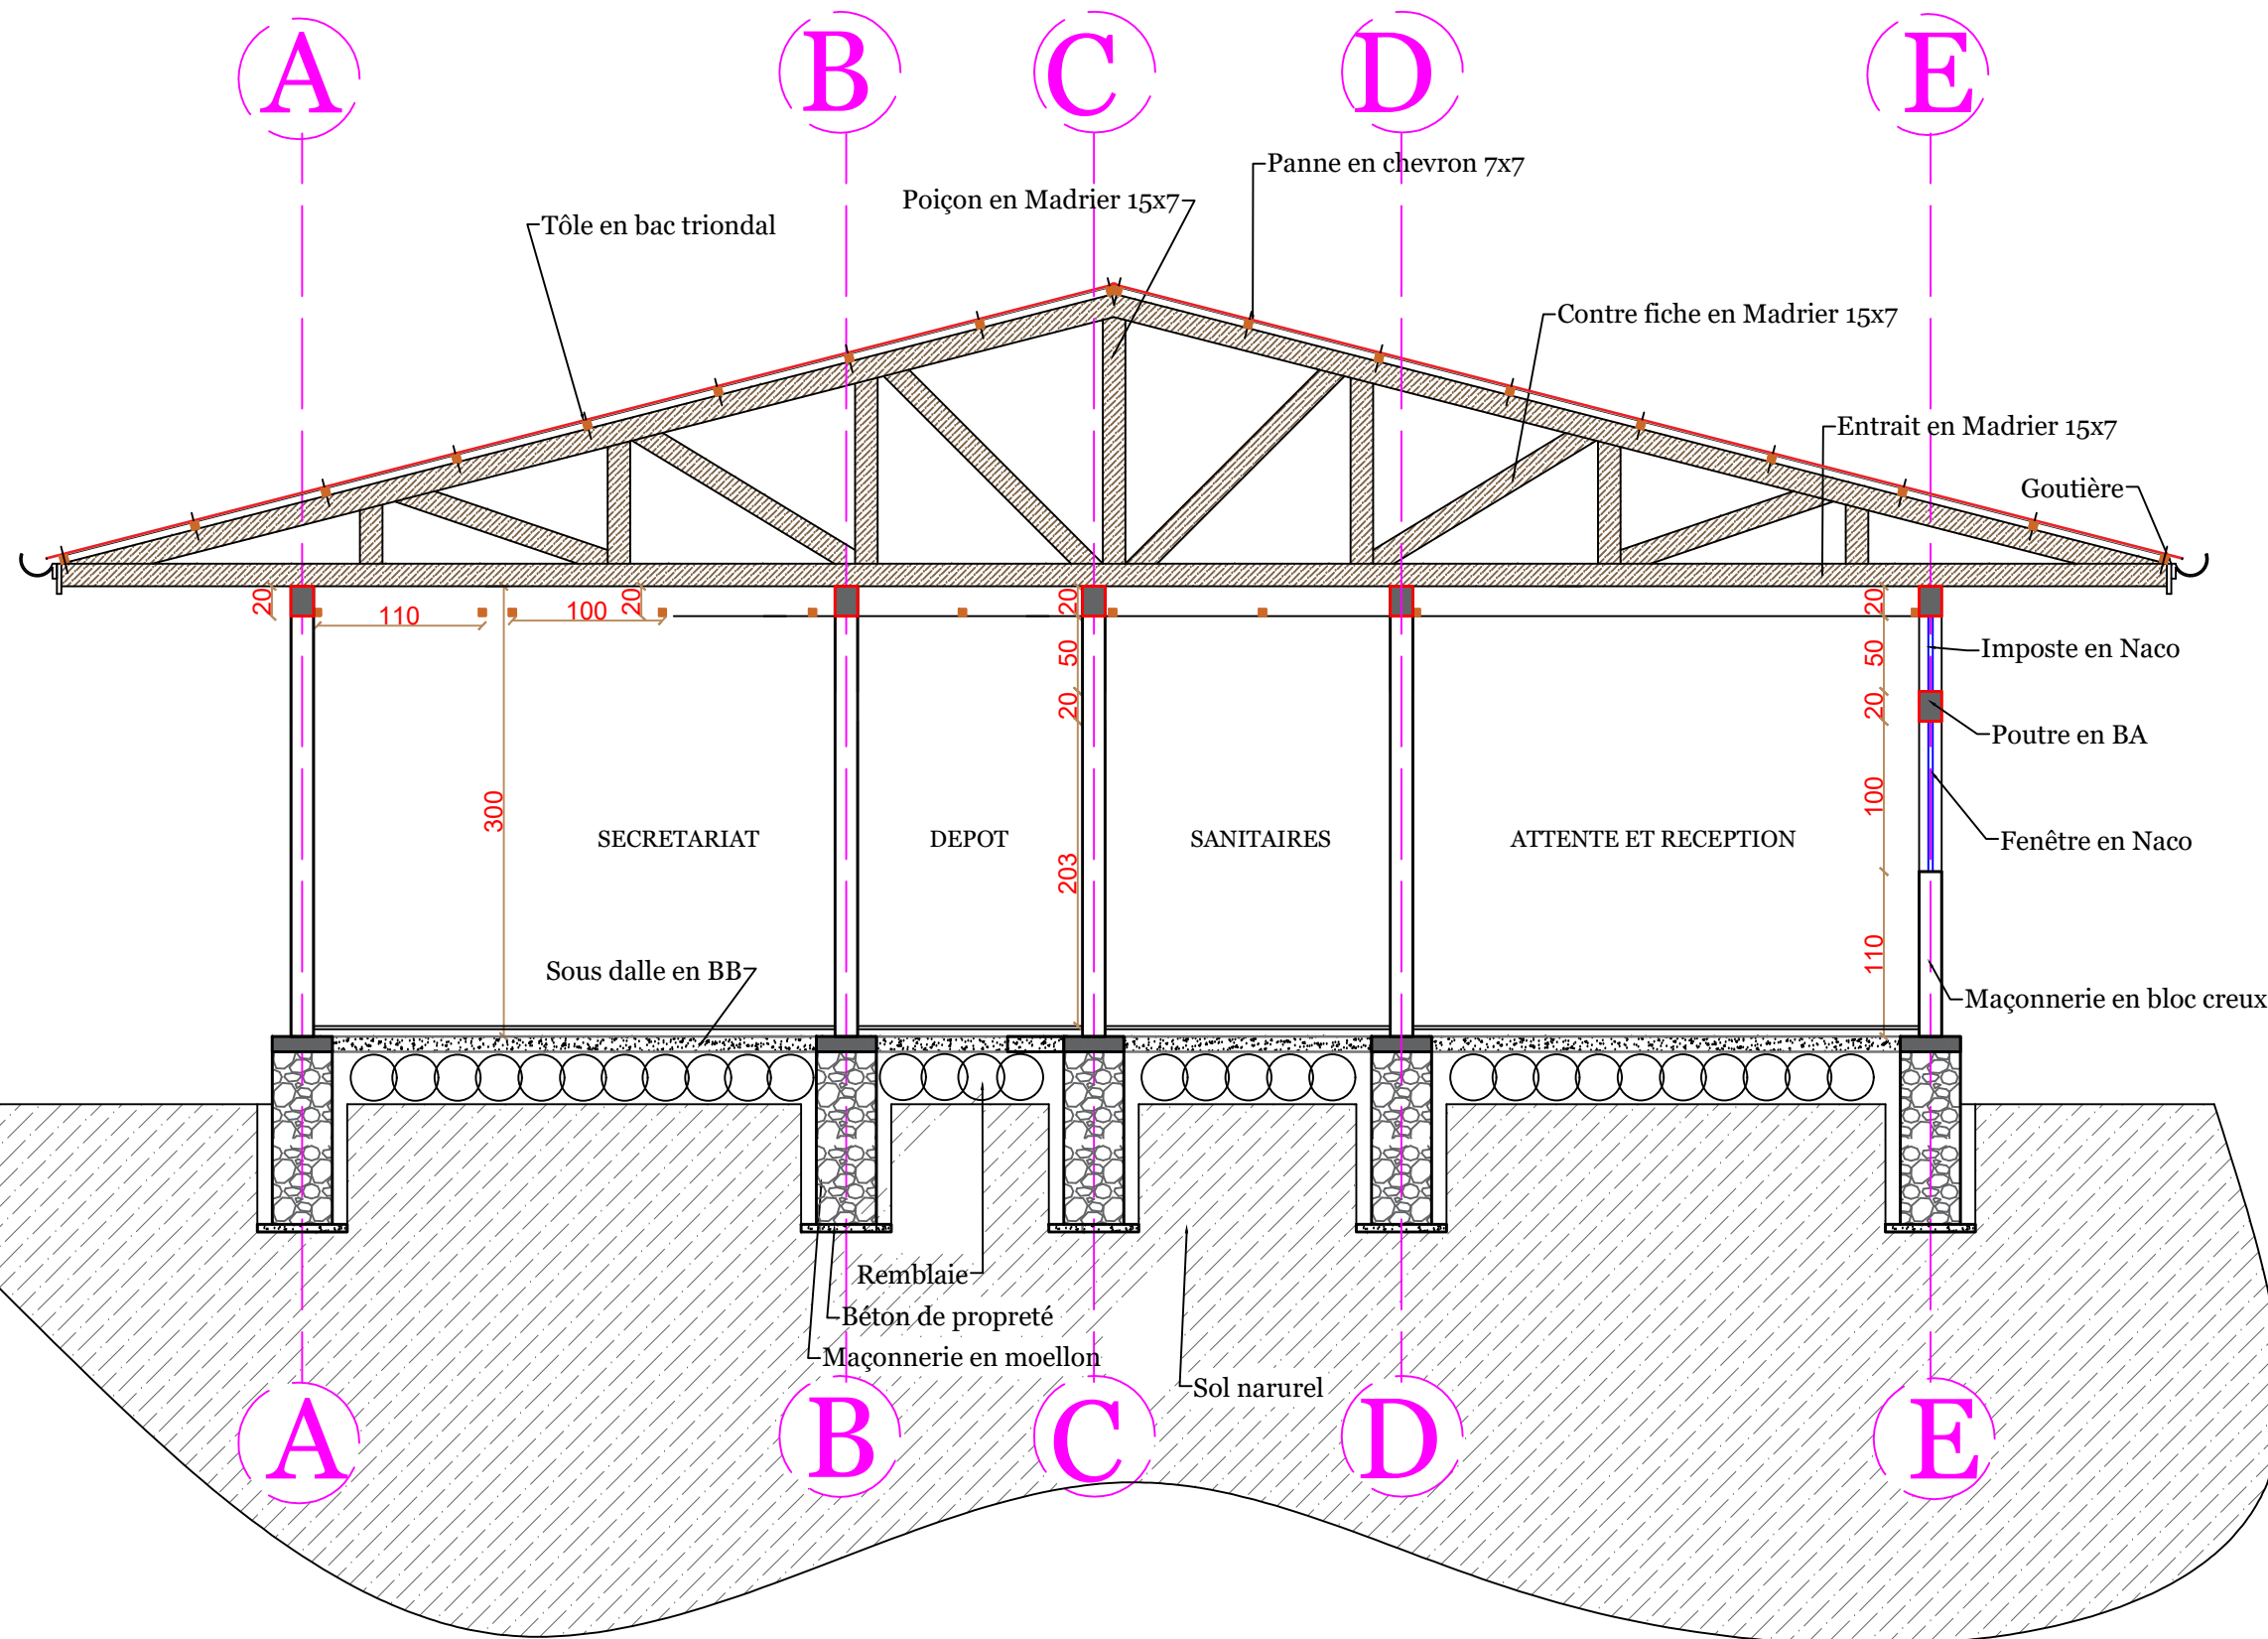 A B C D E
Panne en chevron 7x7
Poiçon en Madrier 15x7
Tôle en bac triondal
Contre fiche en Madrier 15x7
Entrait en Madrier 15x7
Goutière
20
110
100
20
20
20
50
50
Imposte en Naco
20
20
Poutre en BA
300
100
SECRETARIAT
DEPOT
SANITAIRES
ATTENTE ET RECEPTION
Fenêtre en Naco
203
110
Sous dalle en BB
Maçonnerie en bloc creux
Remblaie
Béton de propreté
Maçonnerie en moellon
Sol narurel
A B C D E